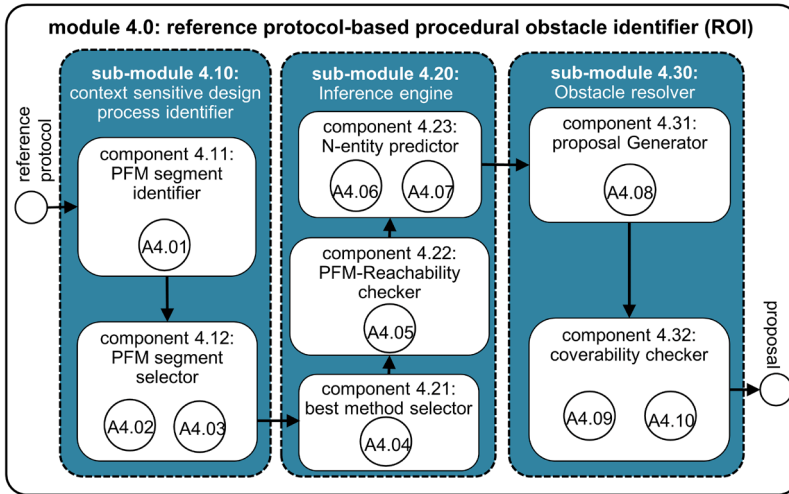 module 4.0: reference protocol-based procedural obstacle identifier (ROI)
reference
protocol
sub-module 4.10:
context sensitive design
process identifier
component 4.11:
PFM segment
identifier
A4.01
component 4.12:
PFM segment
selector
A4.02
A4.03
sub-module 4.20:
Inference engine
component 4.23:
N-entity predictor
A4.06
A4.07
component 4.22:
PFM-Reachability
checker
A4.05
component 4.21:
best method selector
A4.04
sub-module 4.30:
Obstacle resolver
component 4.31:
proposal Generator
A4.08
component 4.32:
coverability checker
A4.09
A4.10
proposal